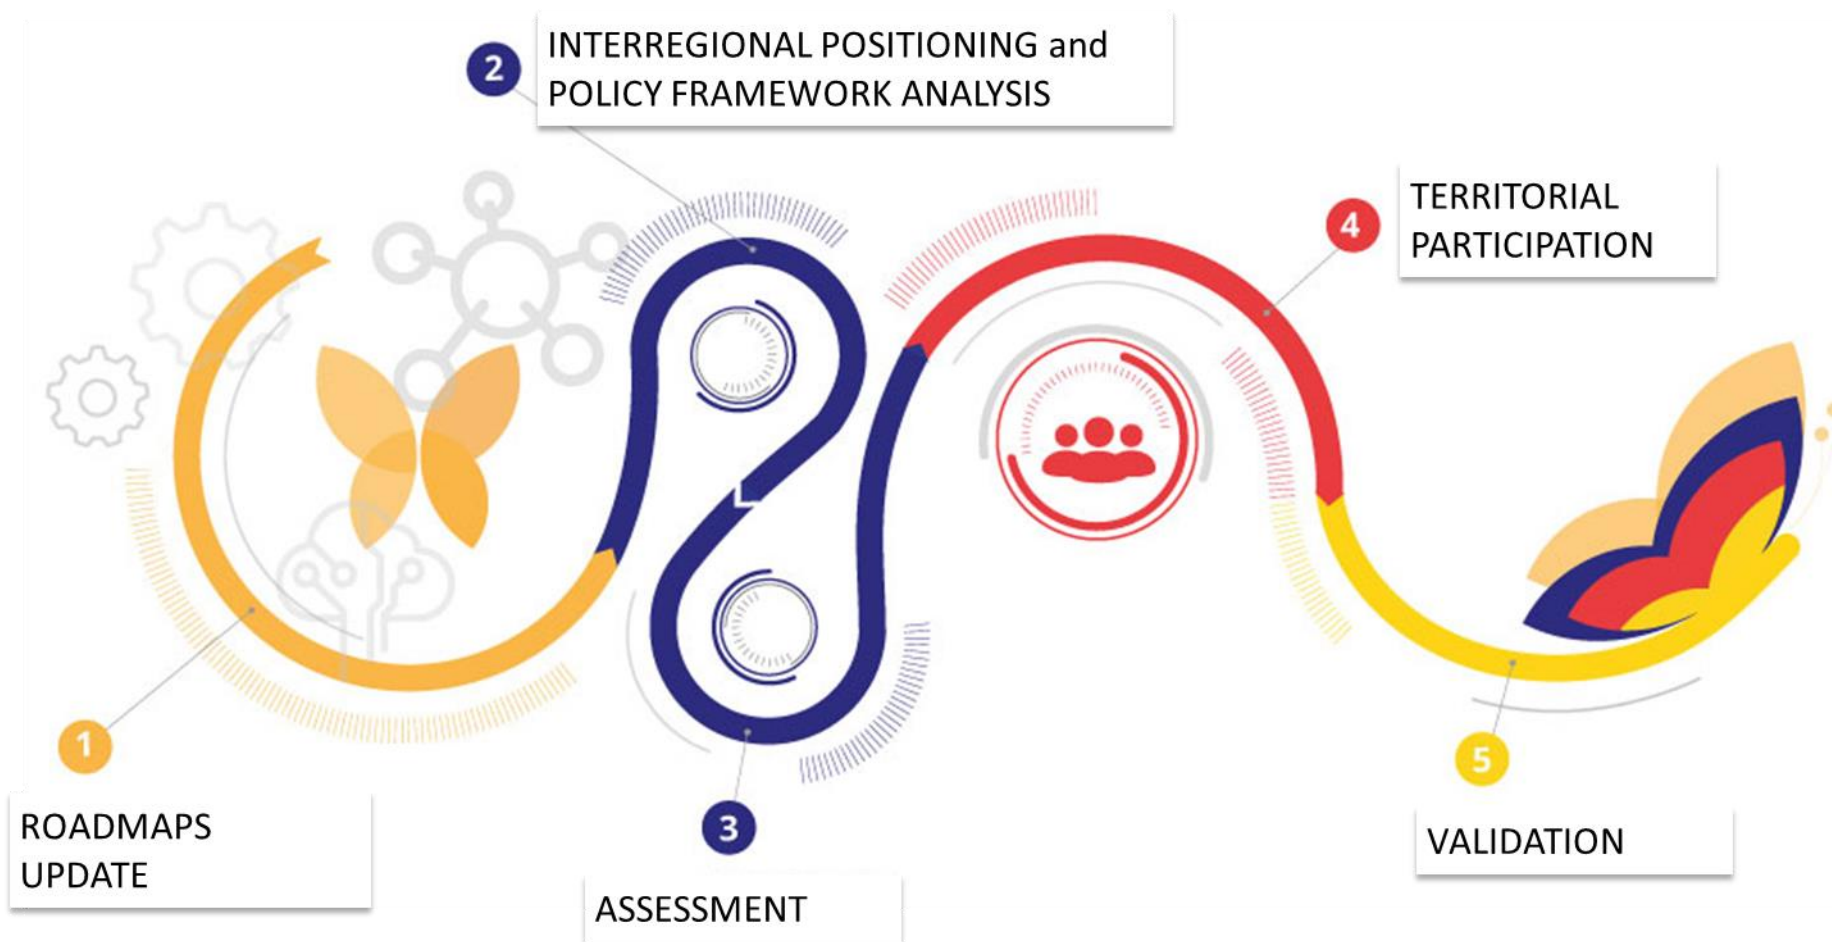 2
INTERREGIONAL POSITIONING and
POLICY FRAMEWORK ANALYSIS
4
TERRITORIAL
PARTICIPATION
1
ROADMAPS
UPDATE
3
ASSESSMENT
5
VALIDATION